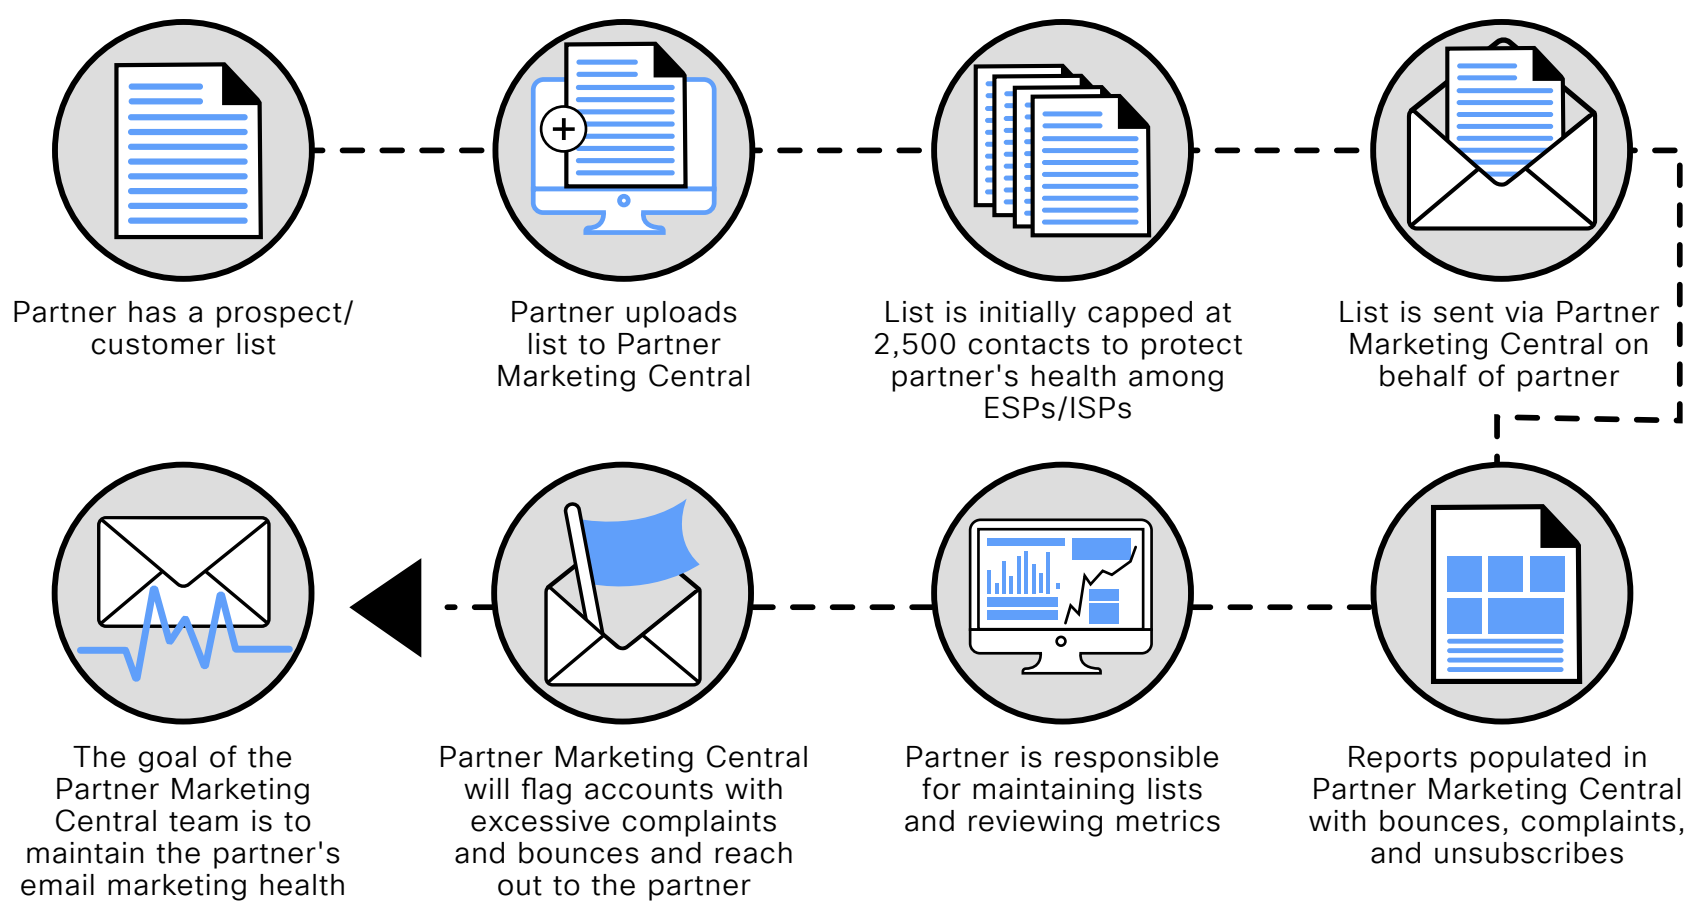 Partner has a prospect/
customer list
Partner uploads
list to Partner
Marketing Central
List is initially capped at
2,500 contacts to protect
partner's health among
ESPs/ISPs
List is sent via Partner
Marketing Central on
behalf of partner
Reports populated in
Partner Marketing Central
with bounces, complaints,
and unsubscribes
Partner is responsible
for maintaining lists
and reviewing metrics
Partner Marketing Central
will flag accounts with
excessive complaints
and bounces and reach
out to the partner
The goal of the
Partner Marketing
Central team is to
maintain the partner's
email marketing health